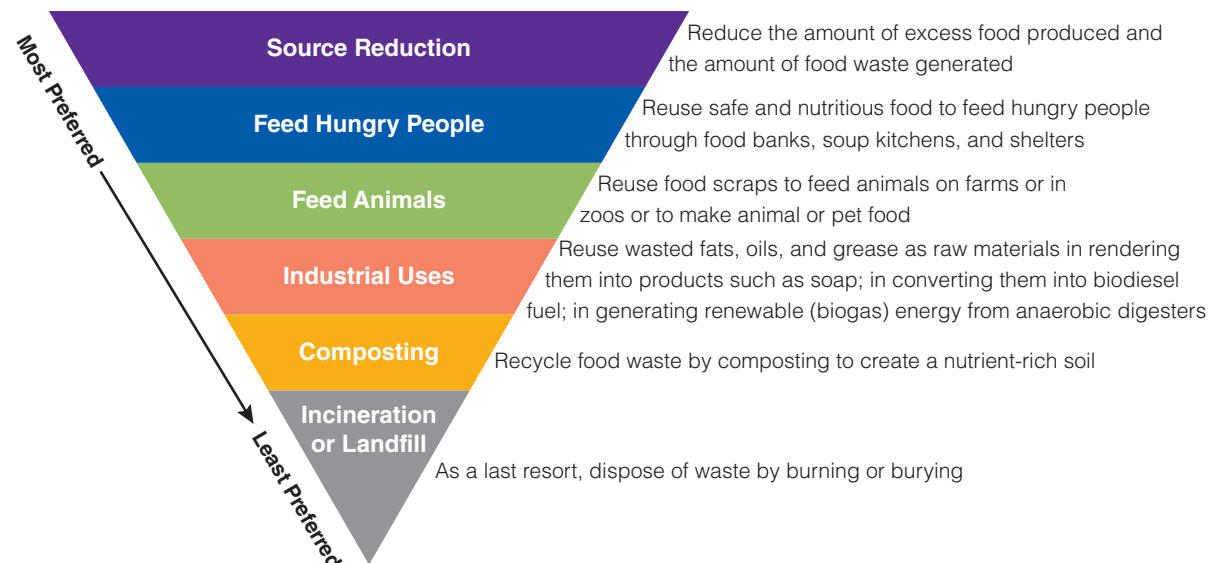 Most Preferred
Least Preferred
Source Reduction
Reduce the amount of excess food produced and
the amount of food waste generated
Feed Hungry People
Reuse safe and nutritious food to feed hungry people
through food banks, soup kitchens, and shelters
Feed Animals
Reuse food scraps to feed animals on farms or in
zoos or to make animal or pet food
Industrial Uses
Reuse wasted fats, oils, and grease as raw materials in rendering
them into products such as soap; in converting them into biodiesel
fuel; in generating renewable (biogas) energy from anaerobic digesters
Composting
Recycle food waste by composting to create a nutrient-rich soil
Incineration
or Landfill
As a last resort, dispose of waste by burning or burying